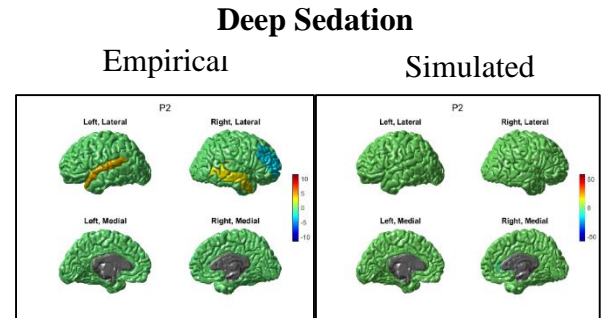 Deep Sedation
Empirical
Simulated
P2
Left, Lateral
Right, Lateral
10
5
0
-5
-10
Left, Medial
Right, Medial
P2
Left, Lateral
Right, Lateral
50
0
-50
Left, Medial
Right, Medial